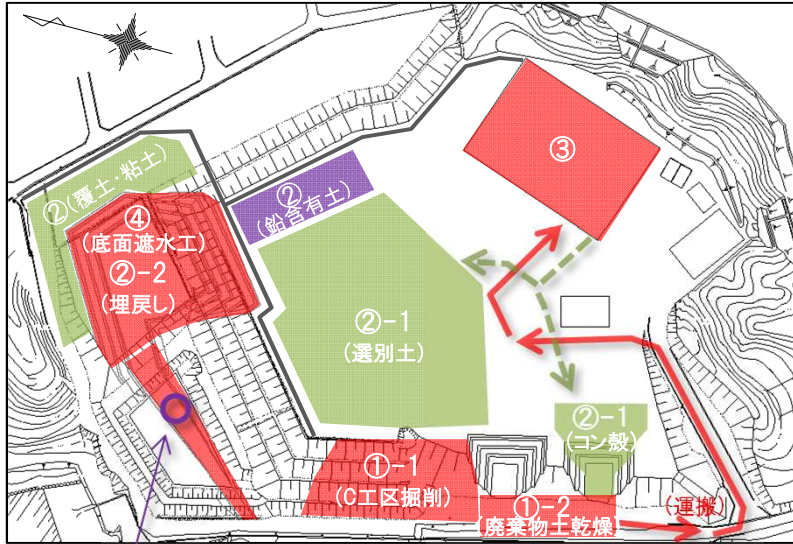 ③
②(覆土・粘土)
②
(鉛含有土)
④
(底面遮水工)
②-2
(埋戻し)
②-1
(選別土)
②-1
(コン殻)
①-1
(C工区掘削)
①-2
(廃棄物土乾燥)
(運搬)